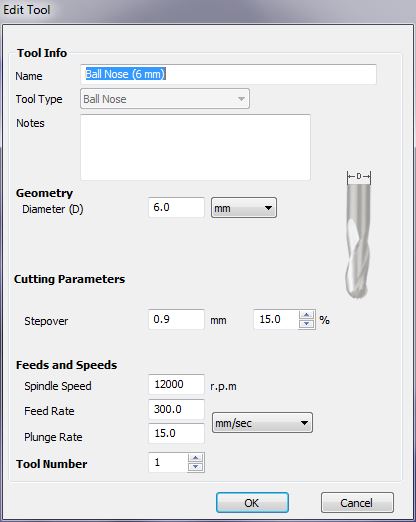 Edit Tool
Tool Info
Name Ball Nose (6 mm)
Tool Type Ball Nose
Notes
D
Geometry
Diameter (D) 6.0 mm
Cutting Parameters
Stepover 0.9 mm 15.0 %
Feeds and Speeds
Spindle Speed 12000 r.p.m
Feed Rate 300.0
mm/sec
Plunge Rate 15.0
Tool Number 1
OK Cancel